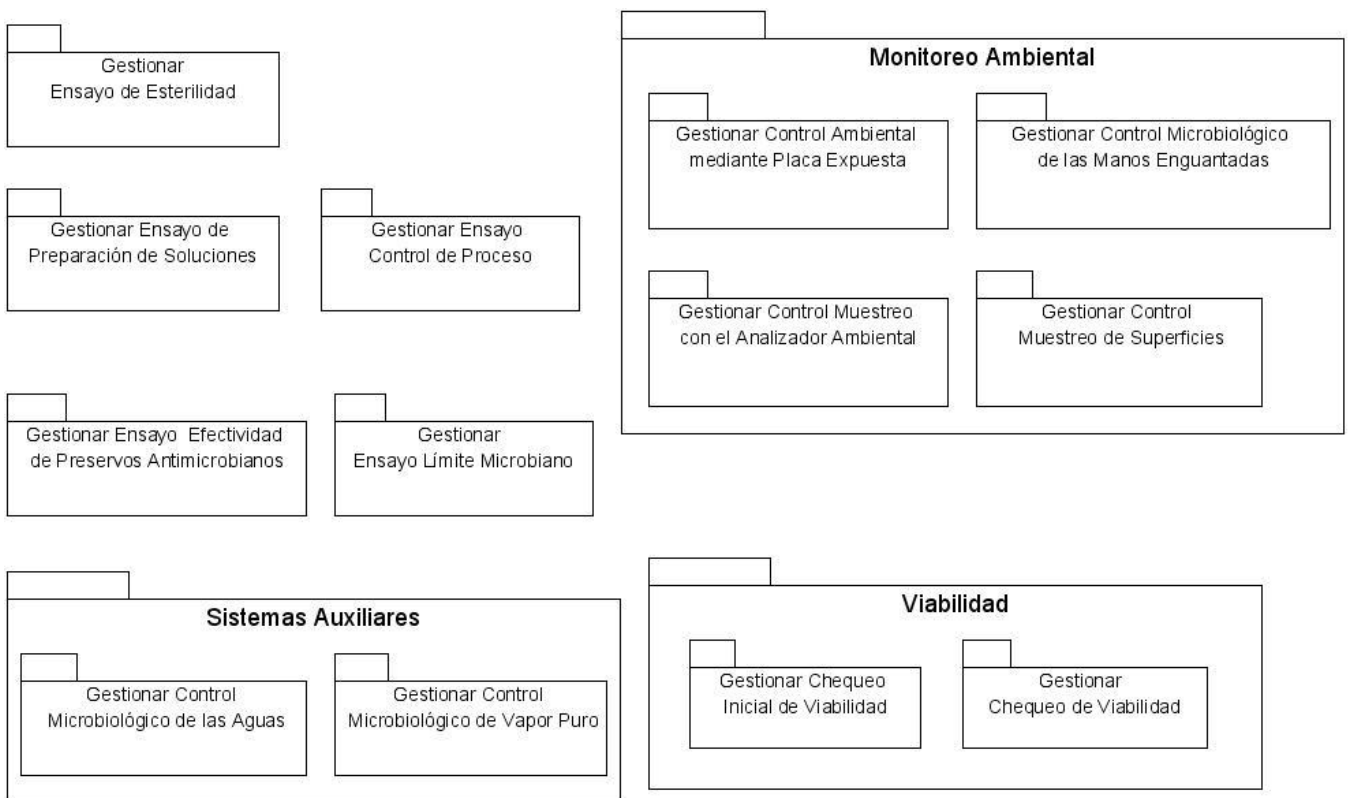 Gestionar
Ensayo de Esterilidad
Gestionar Ensayo de
Preparación de Soluciones
Gestionar Ensayo
Control de Proceso
Gestionar Ensayo Efectividad
de Preservos Antimicrobianos
Gestionar
Ensayo Límite Microbiano
Monitoreo Ambiental
Gestionar Control Ambiental
mediante Placa Expuesta
Gestionar Control Microbiológico
de las Manos Enguantadas
Gestionar Control Muestreo
con el Analizador Ambiental
Gestionar Control
Muestreo de Superficies
Sistemas Auxiliares
Gestionar Control
Microbiológico de las Aguas
Gestionar Control
Microbiológico de Vapor Puro
Viabilidad
Gestionar Chequeo
Inicial de Viabilidad
Gestionar
Chequeo de Viabilidad